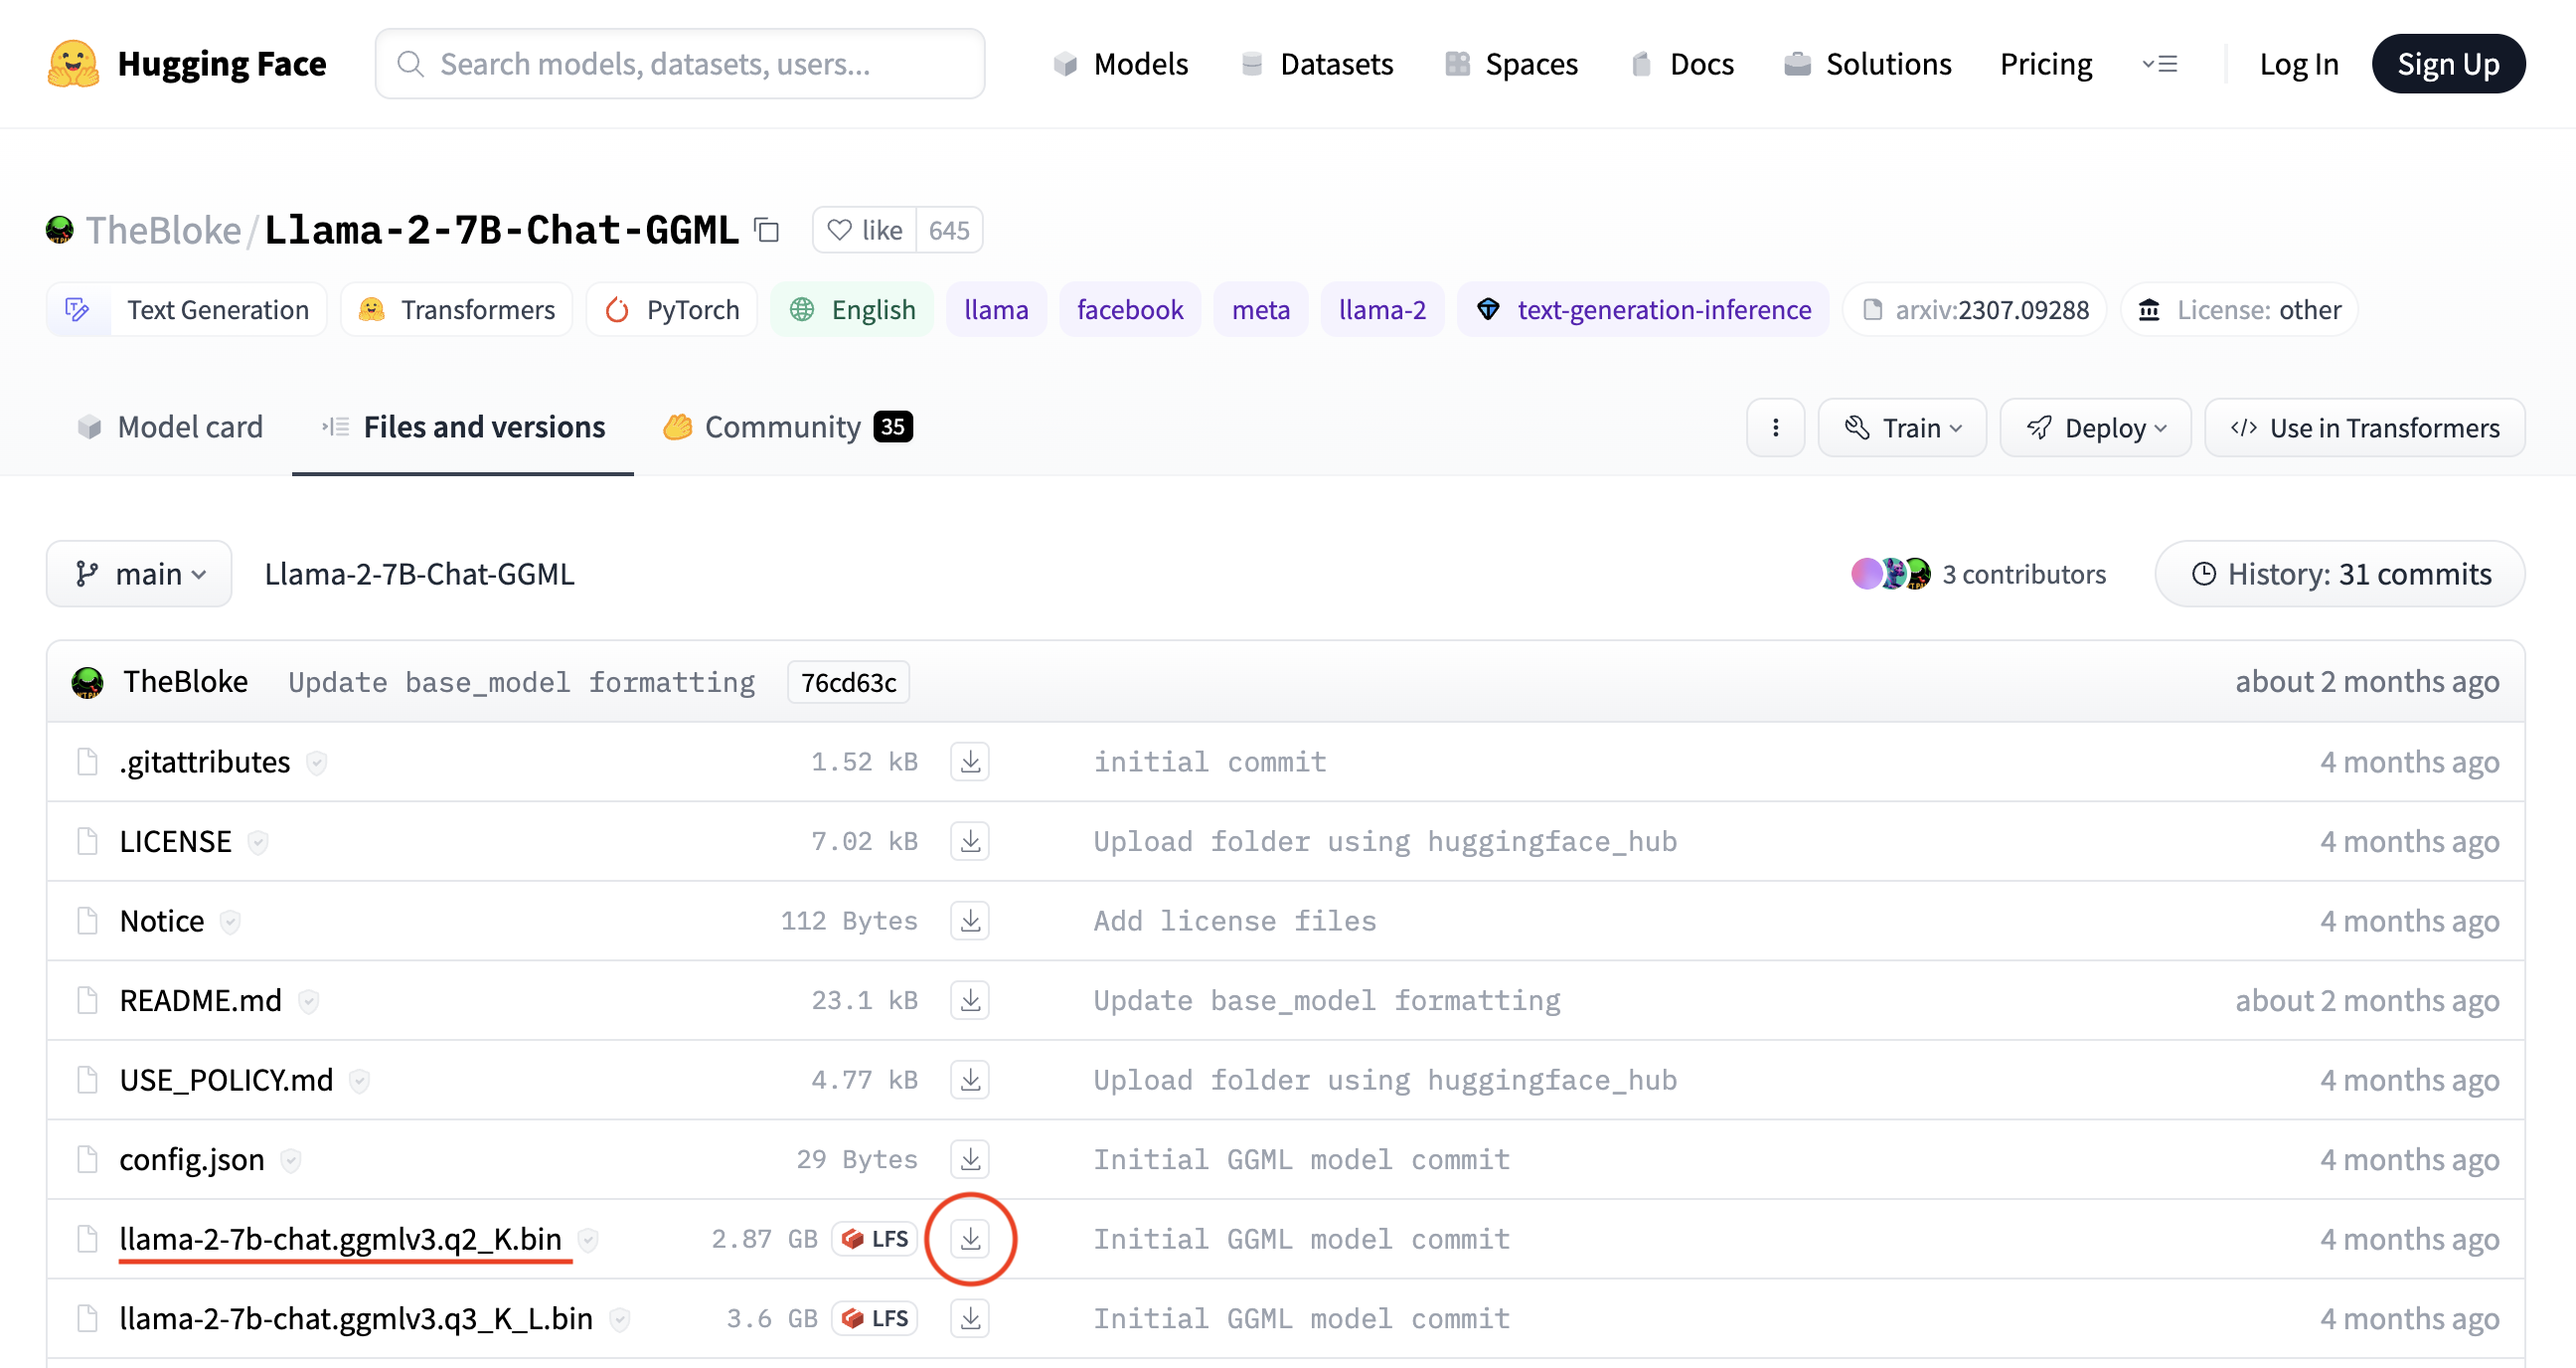 Hugging Face Search models, datasets, users... Models Datasets Spaces Docs Solutions Pricing Log In Sign Up
TheBloke/Llama-2-7B-Chat-GGML like 645
Text Generation Transformers PyTorch English llama facebook meta llama-2 text-generation-inference arxiv:2307.09288 License: other
Model card Files and versions Community 35 Train Deploy </> Use in Transformers
main Llama-2-7B-Chat-GGML 3 contributors History: 31 commits
TheBloke Update base_model formatting 76cd63c about 2 months ago
.gitattributes 1.52 kB initial commit 4 months ago
LICENSE 7.02 kB Upload folder using huggingface_hub 4 months ago
Notice 112 Bytes Add license files 4 months ago
README.md 23.1 kB Update base_model formatting about 2 months ago
USE_POLICY.md 4.77 kB Upload folder using huggingface_hub 4 months ago
config.json 29 Bytes Initial GGML model commit 4 months ago
llama-2-7b-chat.ggmlv3.q2_K.bin 2.87 GB LFS Initial GGML model commit 4 months ago
llama-2-7b-chat.ggmlv3.q3_K_L.bin 3.6 GB LFS Initial GGML model commit 4 months ago